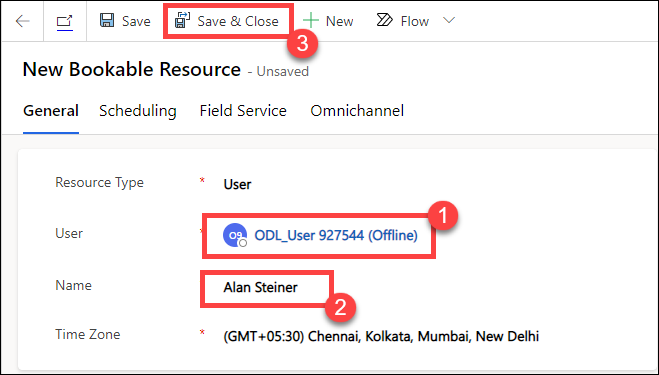 Save Save & Close New Flow
3
New Bookable Resource - Unsaved
General Scheduling Field Service Omnichannel
Resource Type * User
1
User * O9 ODL_User 927544 (Offline)
Name Alan Steiner
2
Time Zone * (GMT+05:30) Chennai, Kolkata, Mumbai, New Delhi